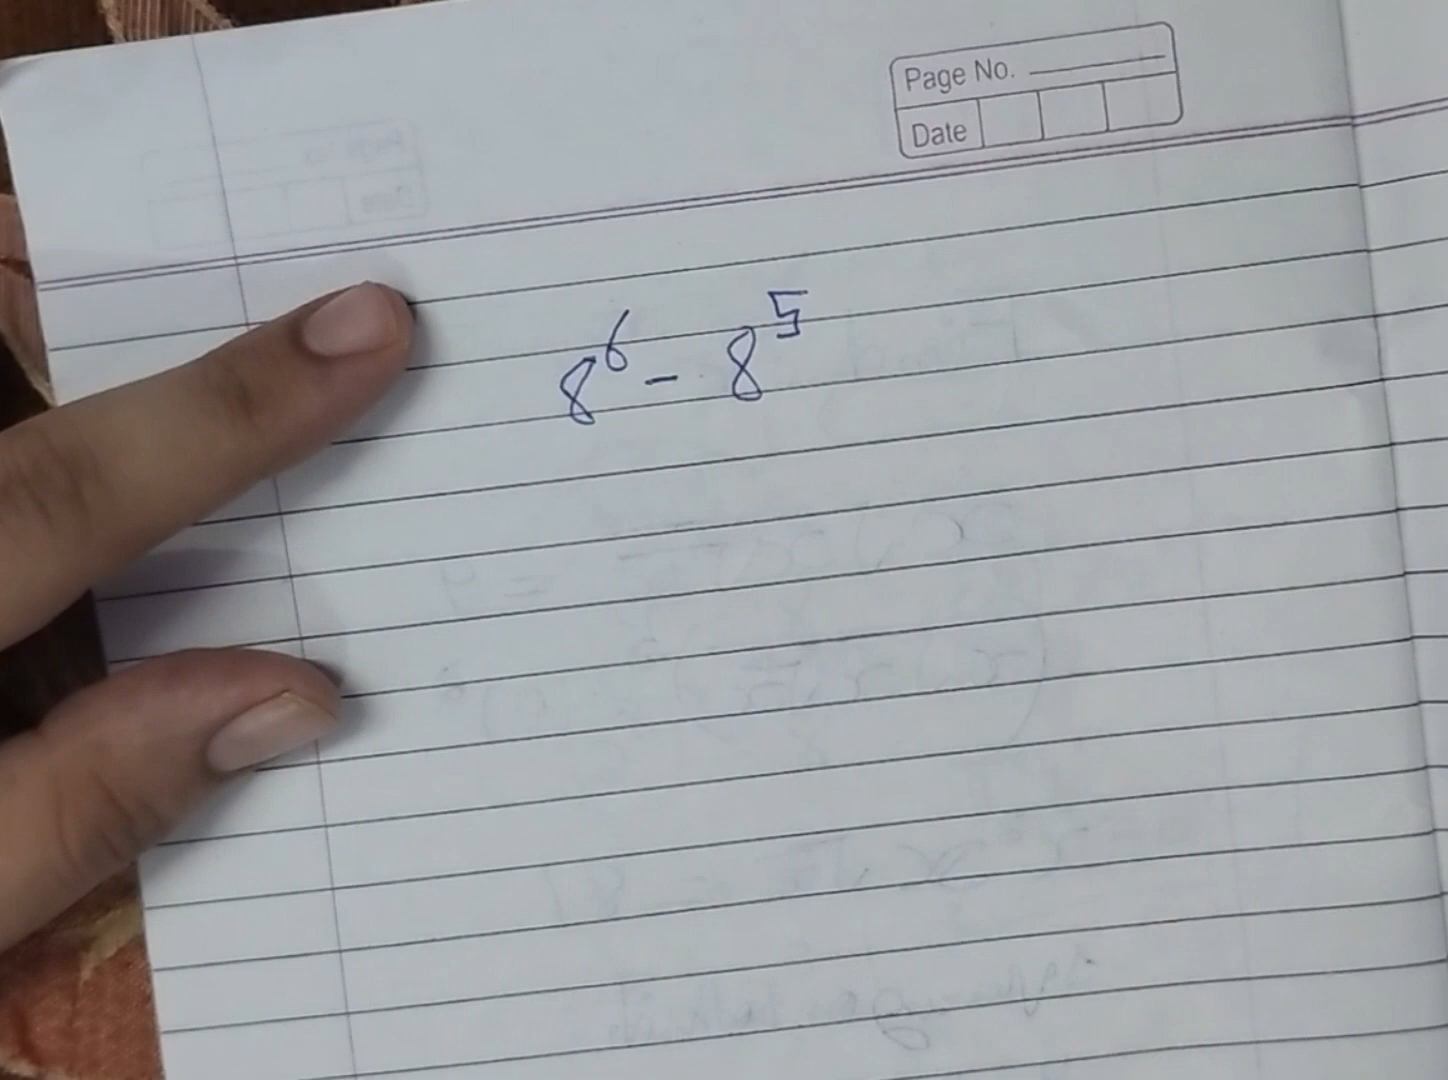 Page No.
Date
8⁶ - 8⁵